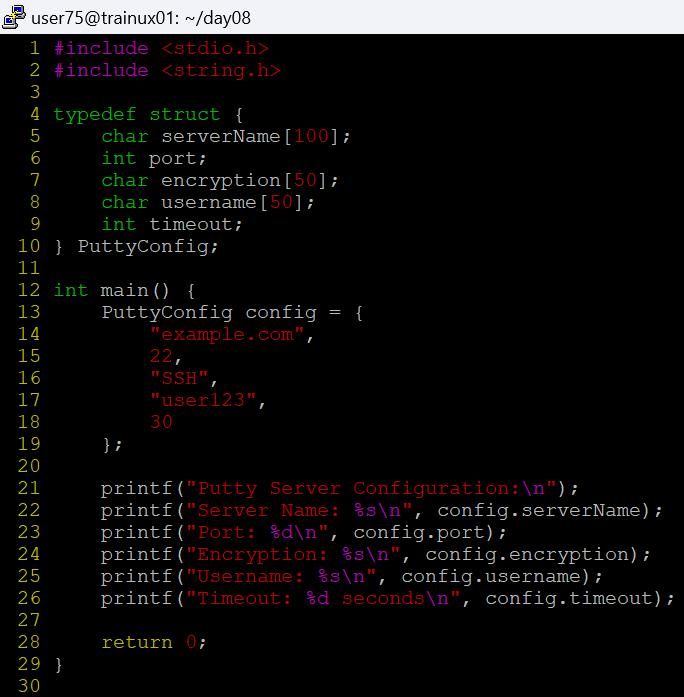 user75@trainux01: ~/day08
1 #include <stdio.h>
2 #include <string.h>
3
4 typedef struct {
5     char serverName[100];
6     int port;
7     char encryption[50];
8     char username[50];
9     int timeout;
10 } PuttyConfig;
11
12 int main() {
13     PuttyConfig config = {
14         "example.com",
15         22,
16         "SSH",
17         "user123",
18         30
19     };
20
21     printf("Putty Server Configuration:\n");
22     printf("Server Name: %s\n", config.serverName);
23     printf("Port: %d\n", config.port);
24     printf("Encryption: %s\n", config.encryption);
25     printf("Username: %s\n", config.username);
26     printf("Timeout: %d seconds\n", config.timeout);
27
28     return 0;
29 }
30